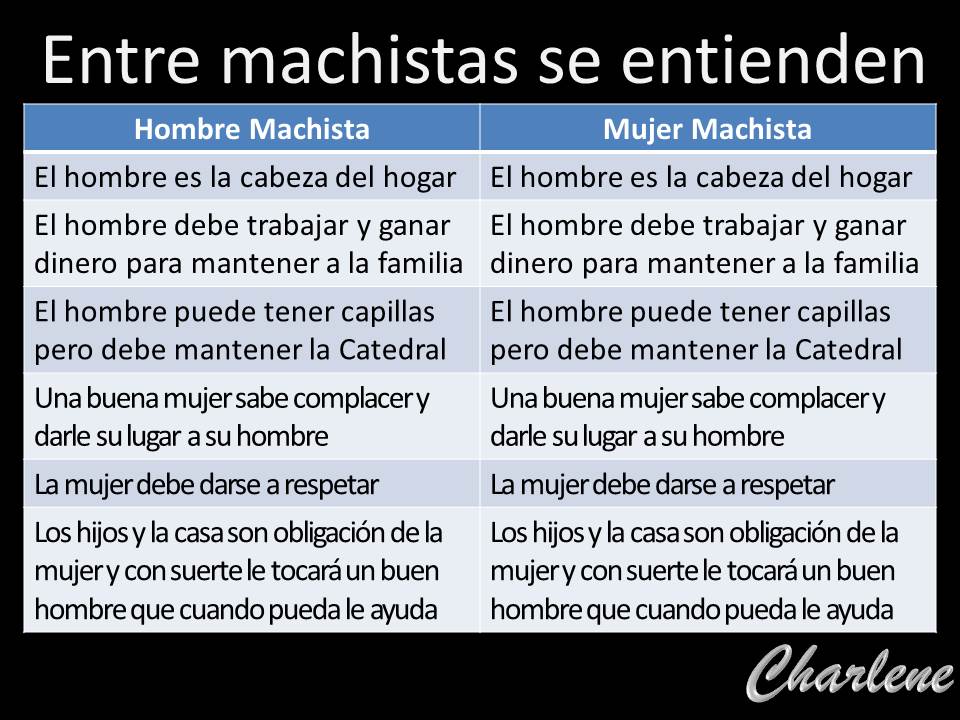 Entre machistas se entienden
Hombre Machista
Mujer Machista
El hombre es la cabeza del hogar
El hombre es la cabeza del hogar
El hombre debe trabajar y ganar
dinero para mantener a la familia
El hombre debe trabajar y ganar
dinero para mantener a la familia
El hombre puede tener capillas
pero debe mantener la Catedral
El hombre puede tener capillas
pero debe mantener la Catedral
Una buena mujer sabe complacer y
darle su lugar a su hombre
Una buena mujer sabe complacer y
darle su lugar a su hombre
La mujer debe darse a respetar
La mujer debe darse a respetar
Los hijos y la casa son obligación de la
mujer y con suerte le tocará un buen
hombre que cuando pueda le ayuda
Los hijos y la casa son obligación de la
mujer y con suerte le tocará un buen
hombre que cuando pueda le ayuda
Charlene